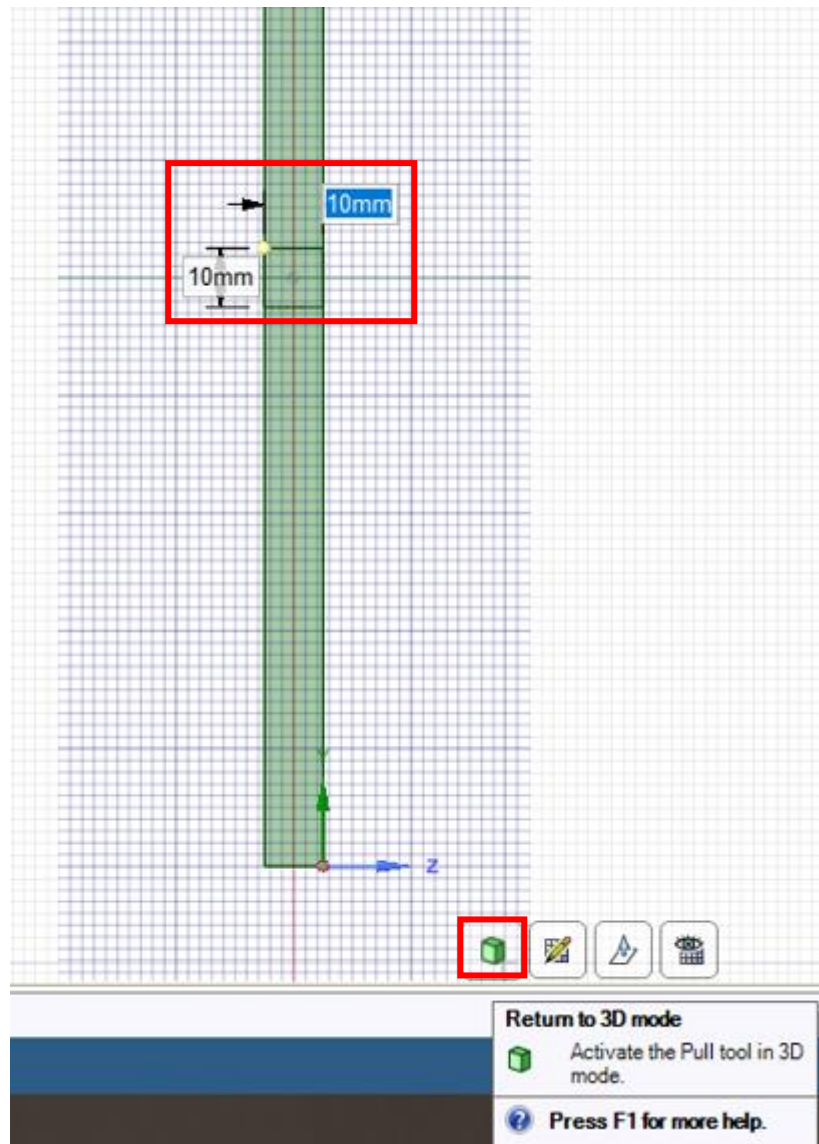 10mm
10mm
Y
Z
Return to 3D mode
Activate the Pull tool in 3D
mode.
Press F1 for more help.